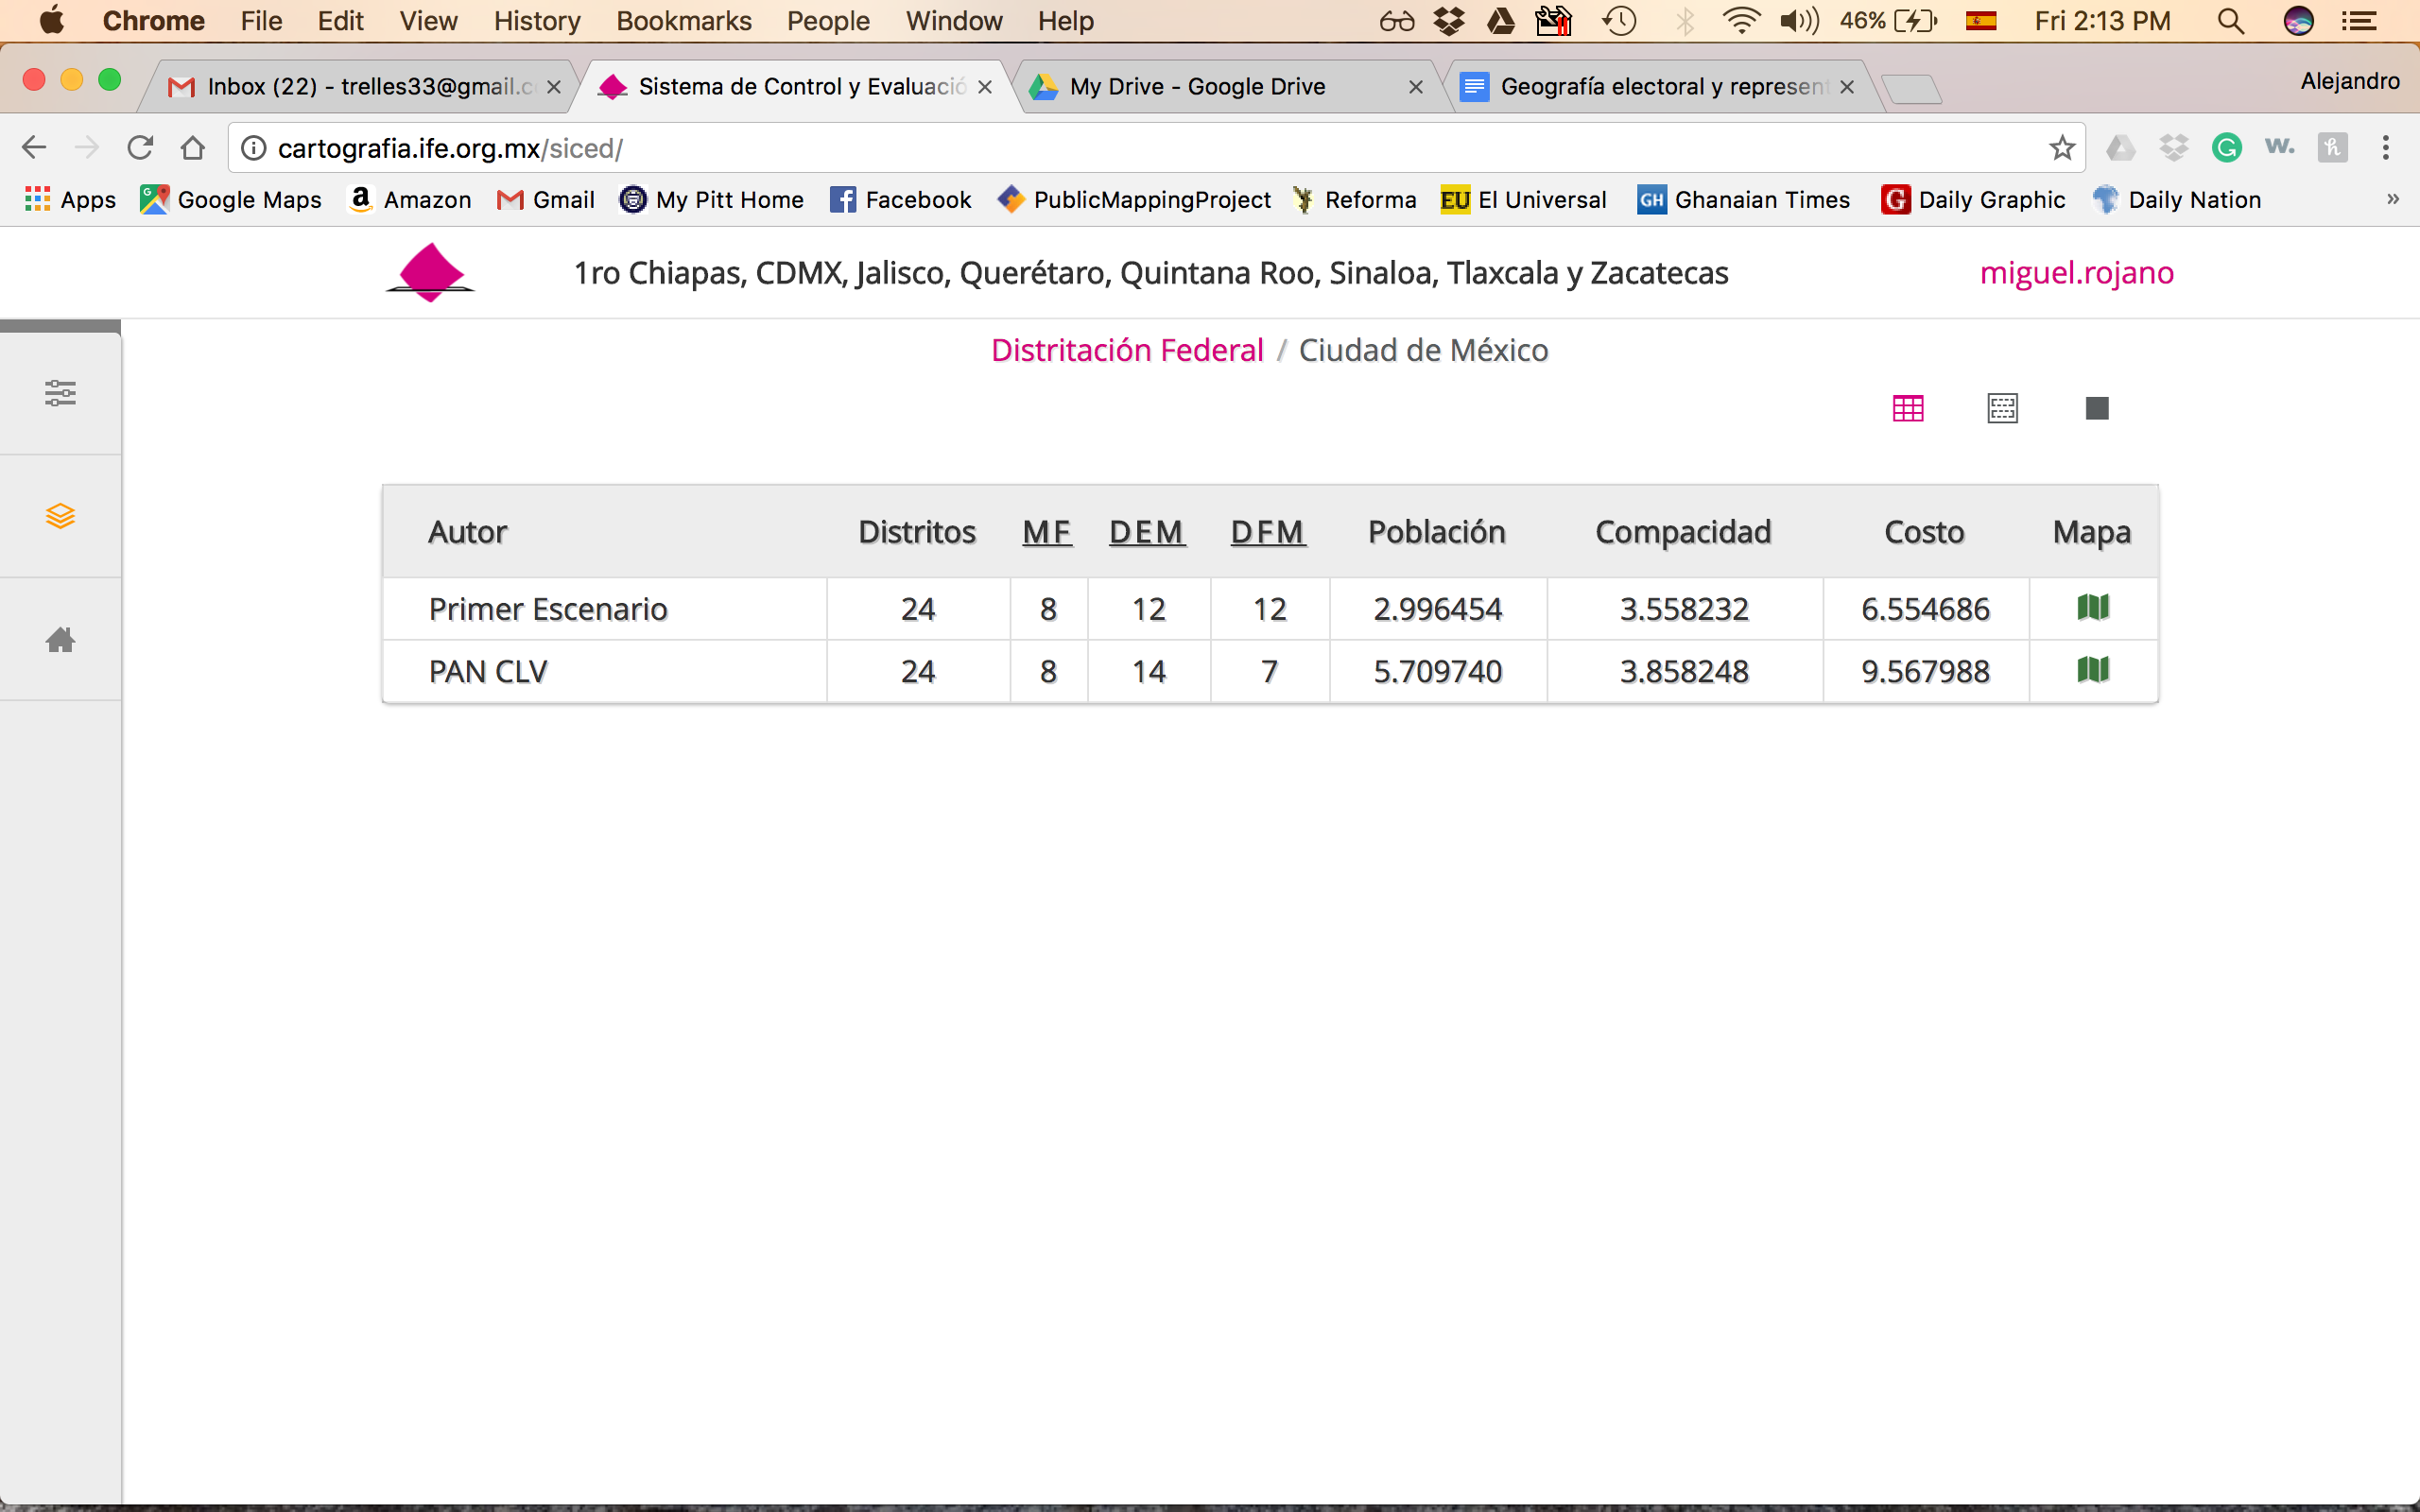 Chrome File Edit View History Bookmarks People Window Help 46% Fri 2:13 PM
Inbox (22) - trelles33@gmail.c Sistema de Control y Evaluació My Drive - Google Drive Geografía electoral y represent Alejandro
cartografia.ife.org.mx/siced/
Apps Google Maps Amazon Gmail My Pitt Home Facebook PublicMappingProject Reforma EU El Universal GH Ghanaian Times G Daily Graphic Daily Nation »
1ro Chiapas, CDMX, Jalisco, Querétaro, Quintana Roo, Sinaloa, Tlaxcala y Zacatecas miguel.rojano
Distritación Federal / Ciudad de México
Autor Distritos MF DEM DFM Población Compacidad Costo Mapa
Primer Escenario 24 8 12 12 2.996454 3.558232 6.554686
PAN CLV 24 8 14 7 5.709740 3.858248 9.567988